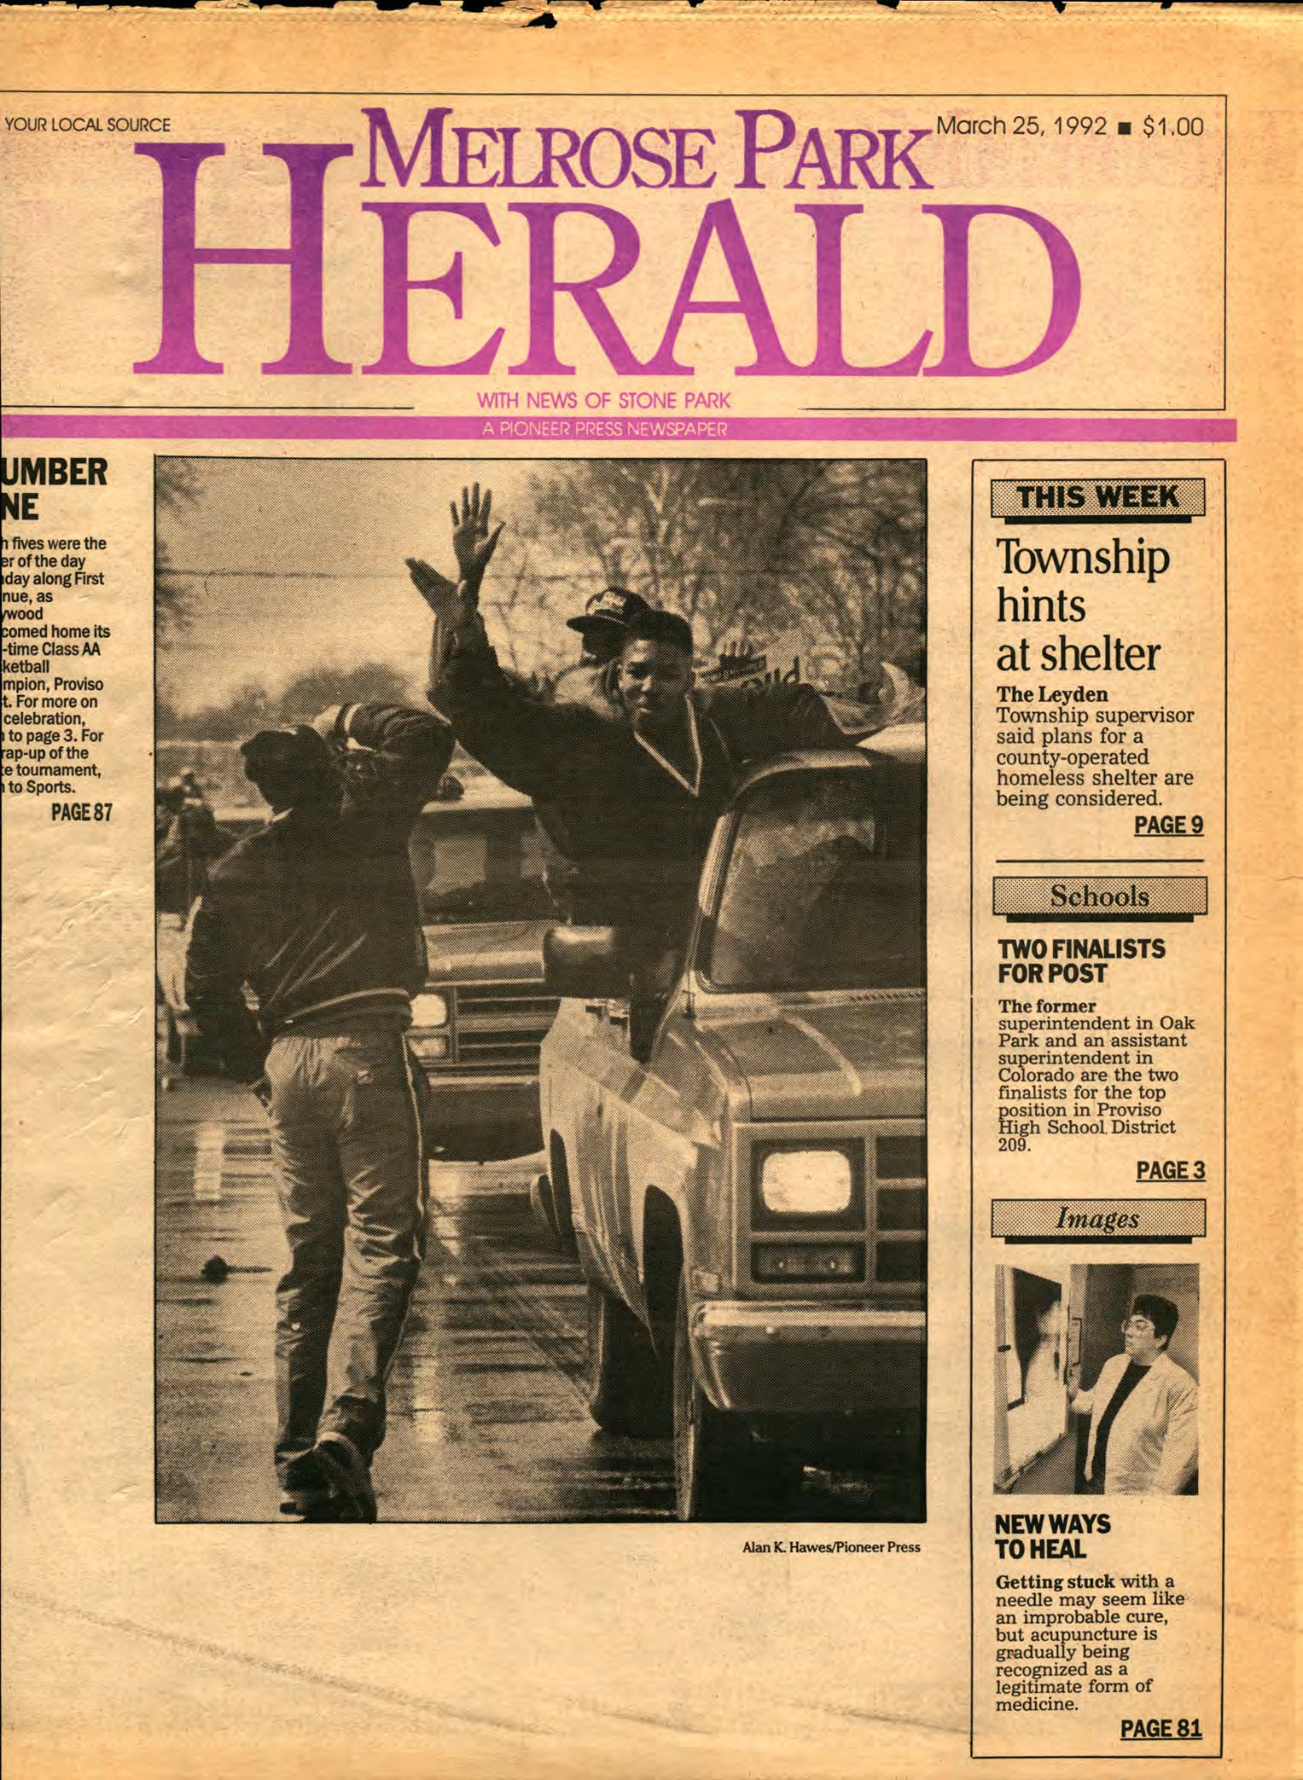 YOUR LOCAL SOURCE
March 25, 1992 ■ $1.00
MELROSE PARK
HERALD
WITH NEWS OF STONE PARK
A PIONEER PRESS NEWSPAPER
UMBER
NE
h fives were the
er of the day
day along First
nue, as
wood
comed home its
-time Class AA
ketball
mpion, Proviso
t. For more on
celebration,
to page 3. For
rap-up of the
e tournament,
to Sports.
PAGE 87
Alan K. Hawes/Pioneer Press
THIS WEEK
Township
hints
at shelter
The Leyden
Township supervisor
said plans for a
county-operated
homeless shelter are
being considered.
PAGE 9
Schools
TWO FINALISTS
FOR POST
The former
superintendent in Oak
Park and an assistant
superintendent in
Colorado are the two
finalists for the top
position in Proviso
High School District
209.
PAGE 3
Images
NEW WAYS
TO HEAL
Getting stuck with a
needle may seem like
an improbable cure,
but acupuncture is
gradually being
recognized as a
legitimate form of
medicine.
PAGE 81